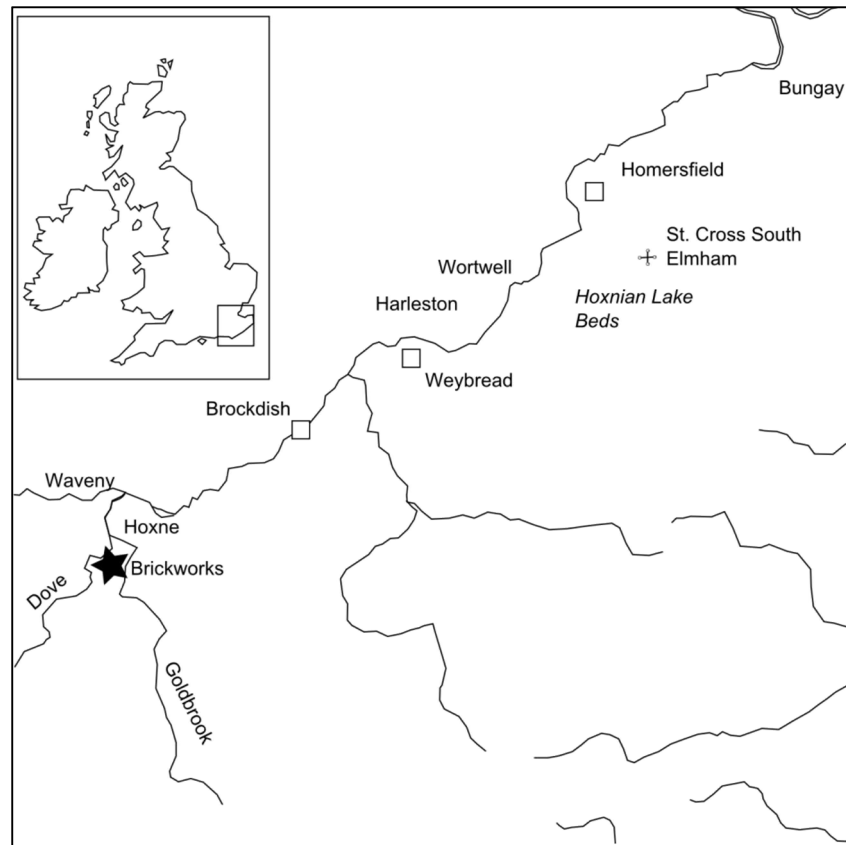 Bungay
Homersfield
St. Cross South
Elmham
Wortwell
Hoxnian Lake
Beds
Harleston
Weybread
Brockdish
Waveny
Hoxne
Brickworks
Dove
Goldbrook